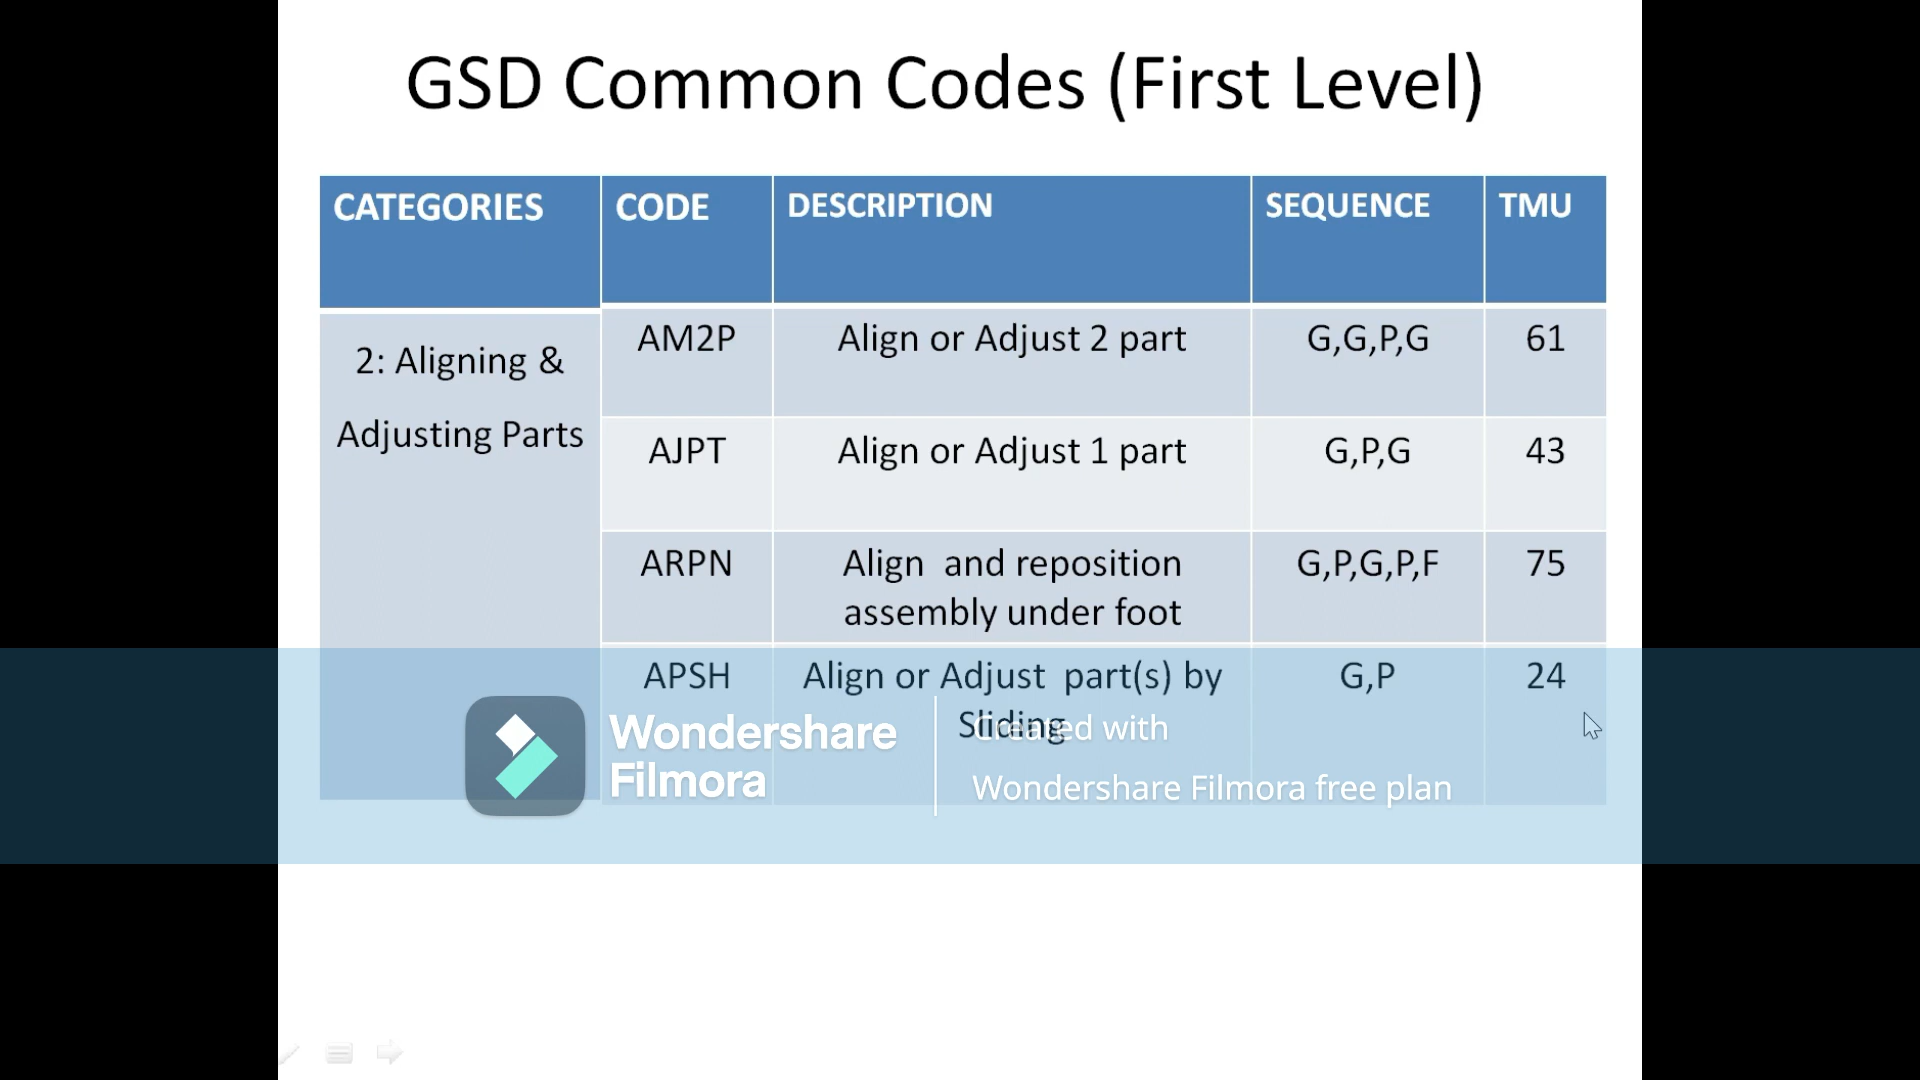 GSD Common Codes (First Level)
CATEGORIES CODE DESCRIPTION SEQUENCE TMU
2: Aligning &
Adjusting Parts
AM2P Align or Adjust 2 part G,G,P,G 61
AJPT Align or Adjust 1 part G,P,G 43
ARPN Align and reposition G,P,G,P,F 75
assembly under foot
APSH Align or Adjust part(s) by G,P 24
Sliding
Wondershare
Filmora
Created with
Wondershare Filmora free plan